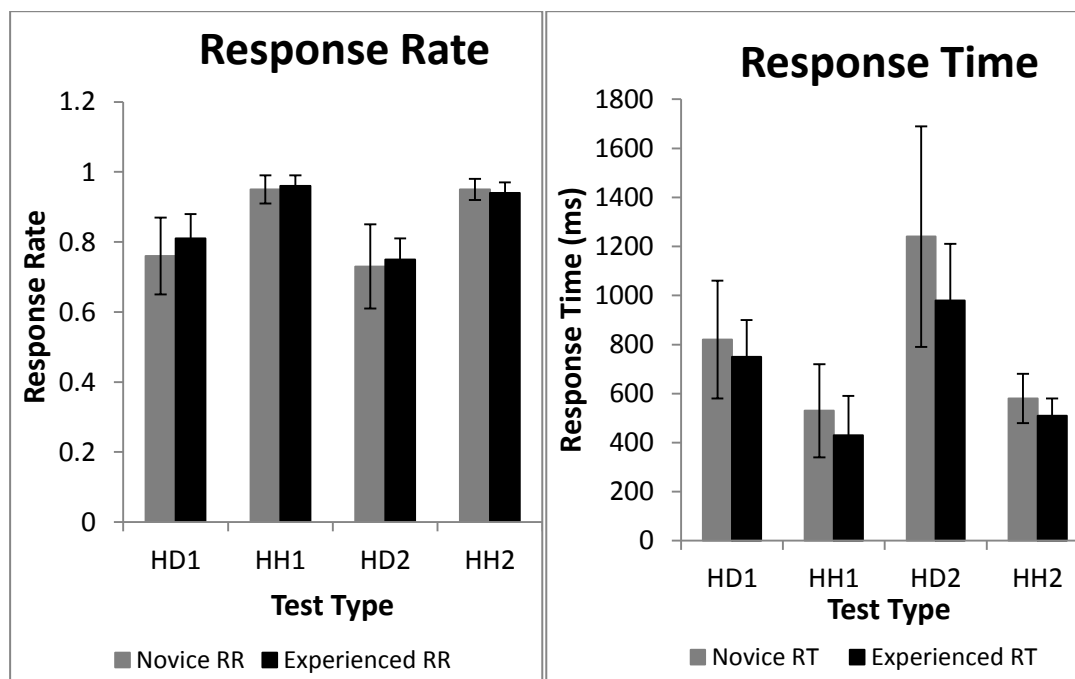 Response Rate
1.2
1
0.8
0.6
0.4
0.2
0
Response Rate
HD1 HH1 HD2 HH2
Test Type
Novice RR Experienced RR
Response Time
1800
1600
1400
1200
1000
800
600
400
200
0
Response Time (ms)
HD1 HH1 HD2 HH2
Test Type
Novice RT Experienced RT